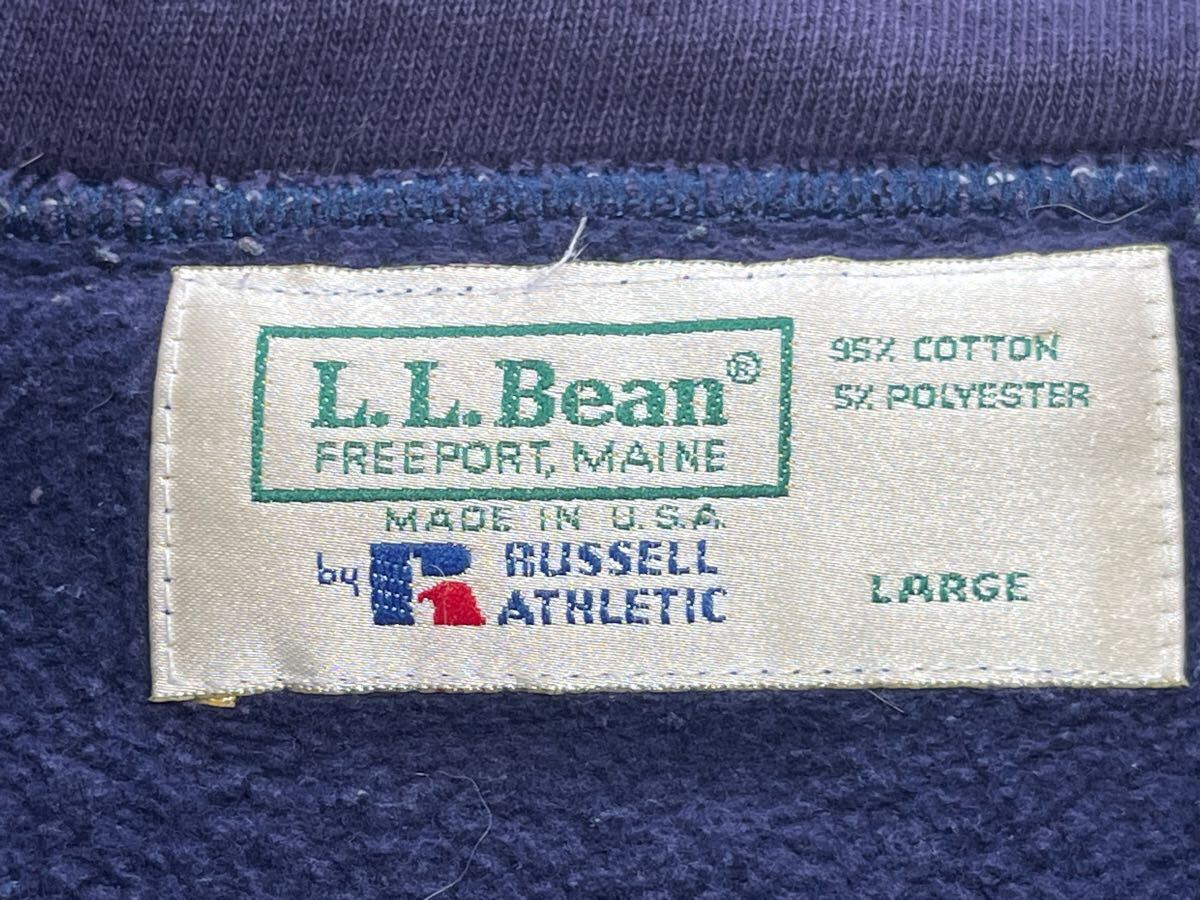 L.L.Bean®
FREEPORT, MAINE
MADE IN U.S.A.
by RUSSELL
ATHLETIC
95% COTTON
5% POLYESTER
LARGE